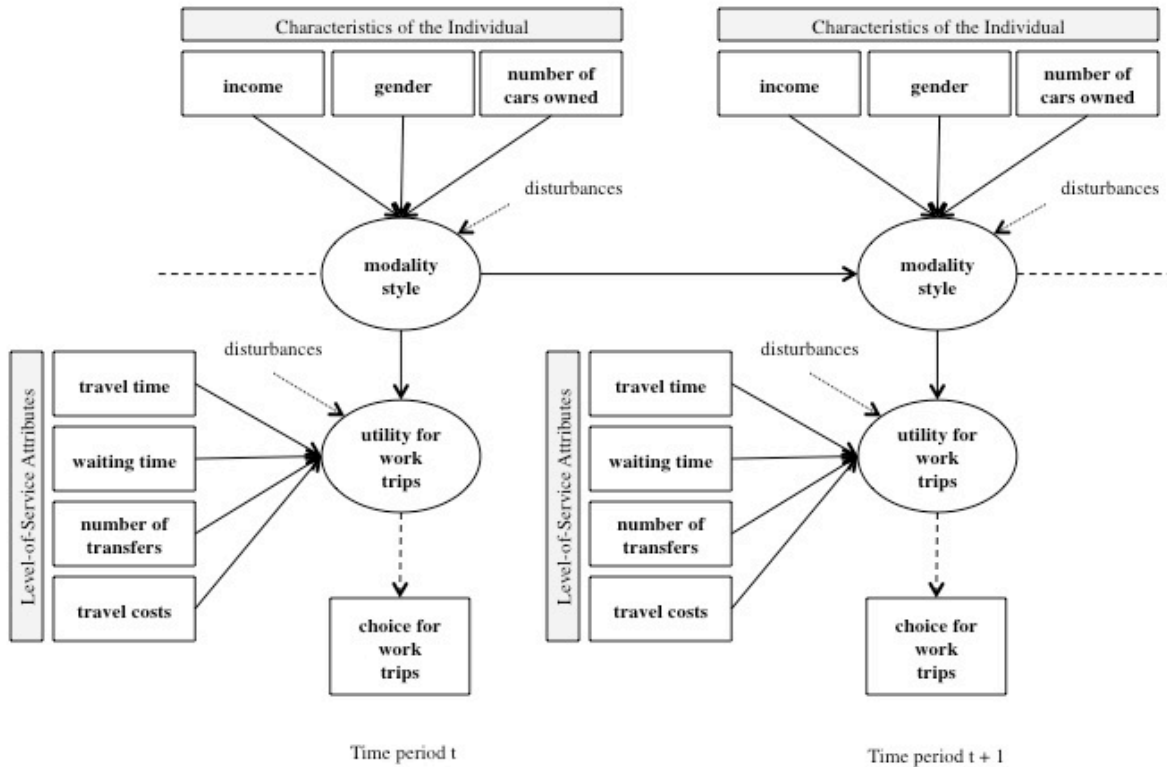 Characteristics of the Individual
income
gender
number of
cars owned
disturbances
modality
style
Level-of-Service Attributes
travel time
waiting time
number of
transfers
travel costs
disturbances
utility for
work
trips
choice for
work
trips
Time period t
Characteristics of the Individual
income
gender
number of
cars owned
disturbances
modality
style
Level-of-Service Attributes
travel time
waiting time
number of
transfers
travel costs
disturbances
utility for
work
trips
choice for
work
trips
Time period t + 1